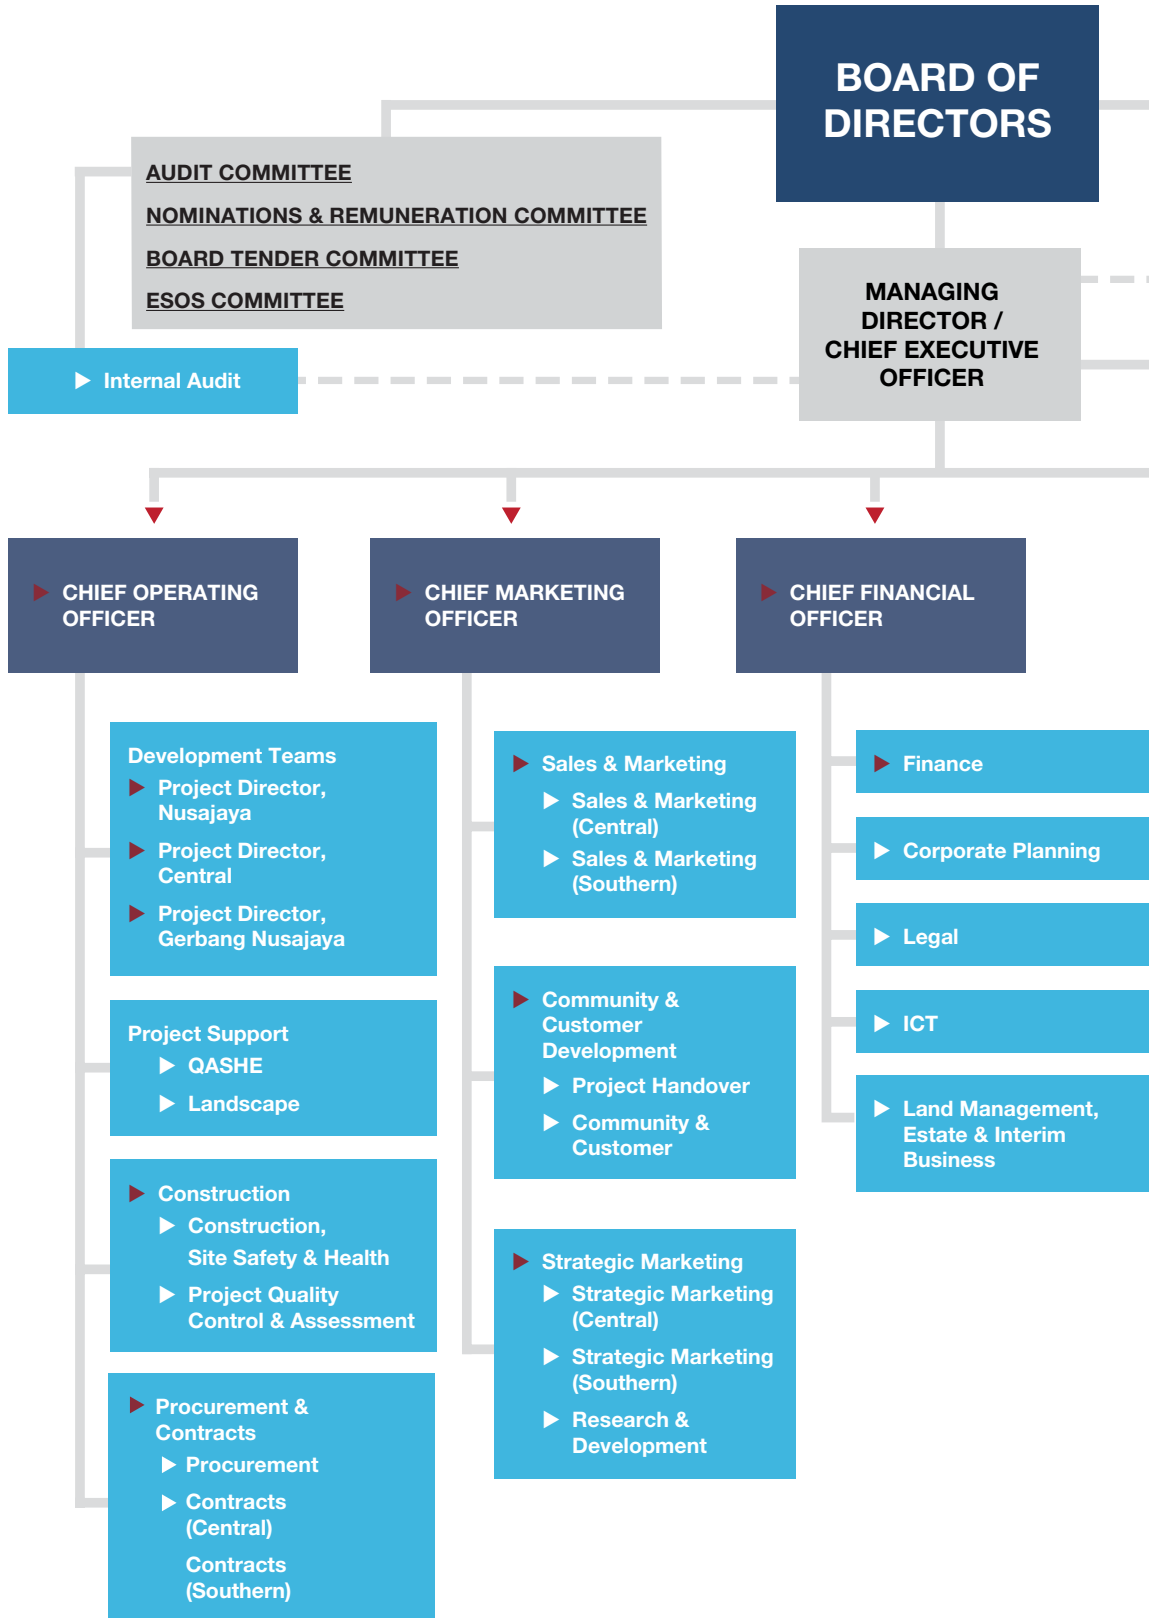 BOARD OF
DIRECTORS
AUDIT COMMITTEE
NOMINATIONS & REMUNERATION COMMITTEE
BOARD TENDER COMMITTEE
ESOS COMMITTEE
MANAGING
DIRECTOR /
CHIEF EXECUTIVE
OFFICER
Internal Audit
CHIEF OPERATING
OFFICER
CHIEF MARKETING
OFFICER
CHIEF FINANCIAL
OFFICER
Development Teams
Project Director,
Nusajaya
Project Director,
Central
Project Director,
Gerbang Nusajaya
Project Support
QASHE
Landscape
Construction
Construction,
Site Safety & Health
Project Quality
Control & Assessment
Procurement &
Contracts
Procurement
Contracts
(Central)
Contracts
(Southern)
Sales & Marketing
Sales & Marketing
(Central)
Sales & Marketing
(Southern)
Community &
Customer
Development
Project Handover
Community &
Customer
Strategic Marketing
Strategic Marketing
(Central)
Strategic Marketing
(Southern)
Research &
Development
Finance
Corporate Planning
Legal
ICT
Land Management,
Estate & Interim
Business